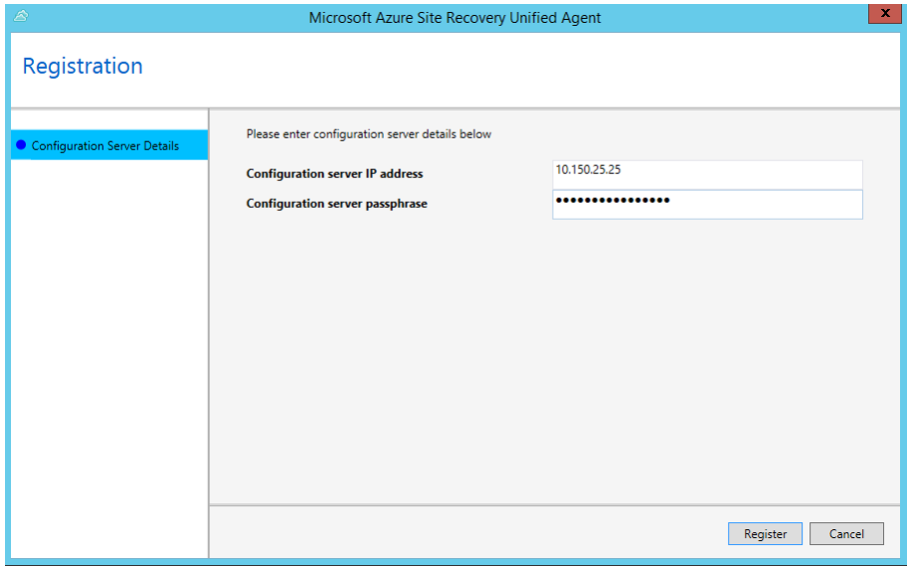 Microsoft Azure Site Recovery Unified Agent
x
Registration
Configuration Server Details
Please enter configuration server details below
Configuration server IP address
10.150.25.25
Configuration server passphrase
••••••••••••••••
Register
Cancel